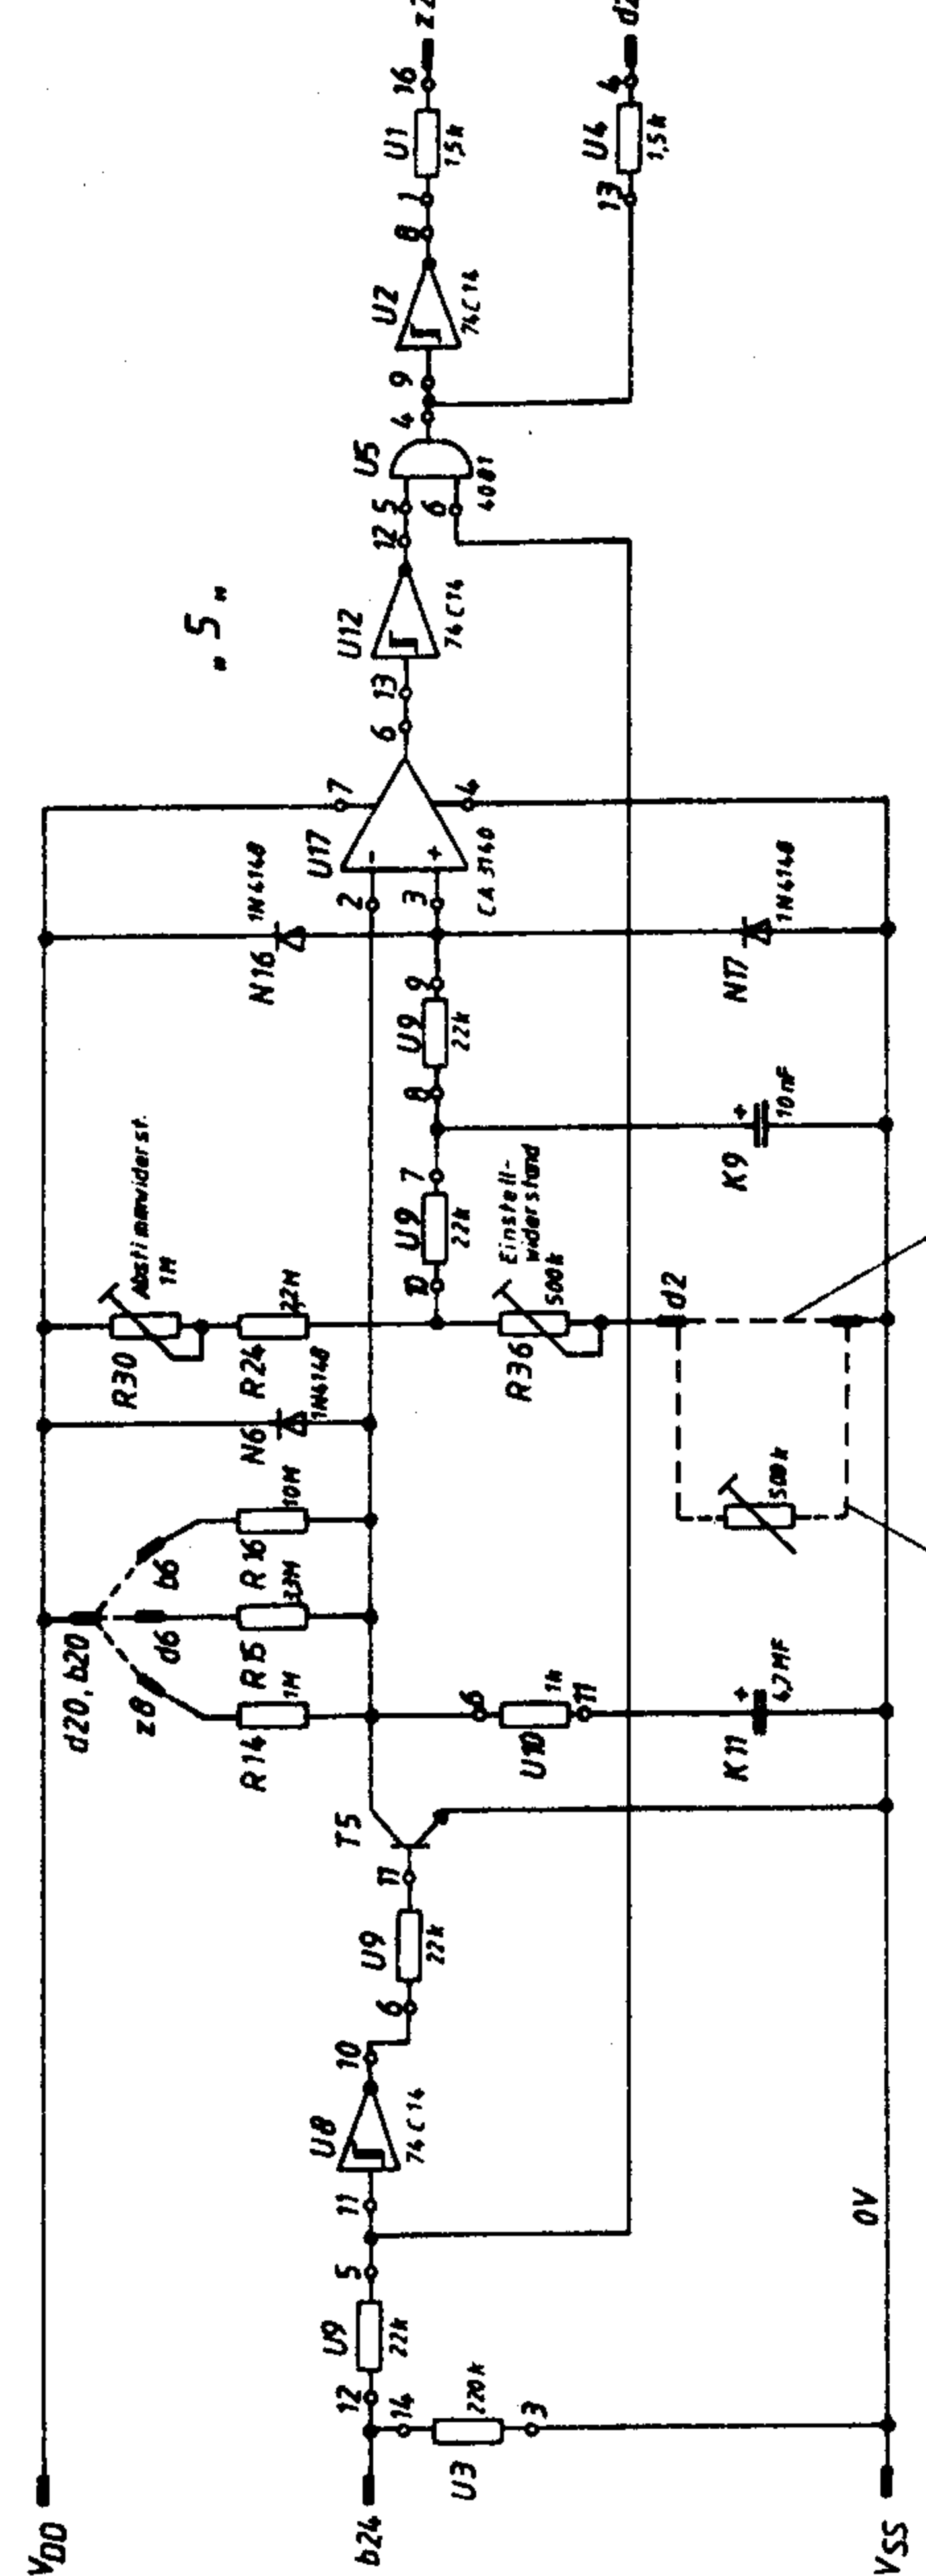 VDD
b24
VSS
0V
U3
220k
14
3
12
U9
22k
5
11
U8
74C14
10
6
U9
22k
11
T5
d20, b20
z8
d6
b6
R14
1M
R15
3,3M
R16
10M
N6
1N4148
R30
Abstimmwiderst.
1M
R24
2,2M
6
U10
1k
11
K11
+
4,7MF
10
U9
22k
7
8
U9
22k
9
R36
Einstell-
widerstand
500k
d2
500k
K9
+
10nF
N16
1N4148
N17
1N4148
2
3
U17
-
+
CA 3140
7
4
6
13
U12
74C14
12
"5"
5
6
U5
4081
4
9
U2
74C14
8
1
U1
1,5k
16
13
U4
1,5k
4